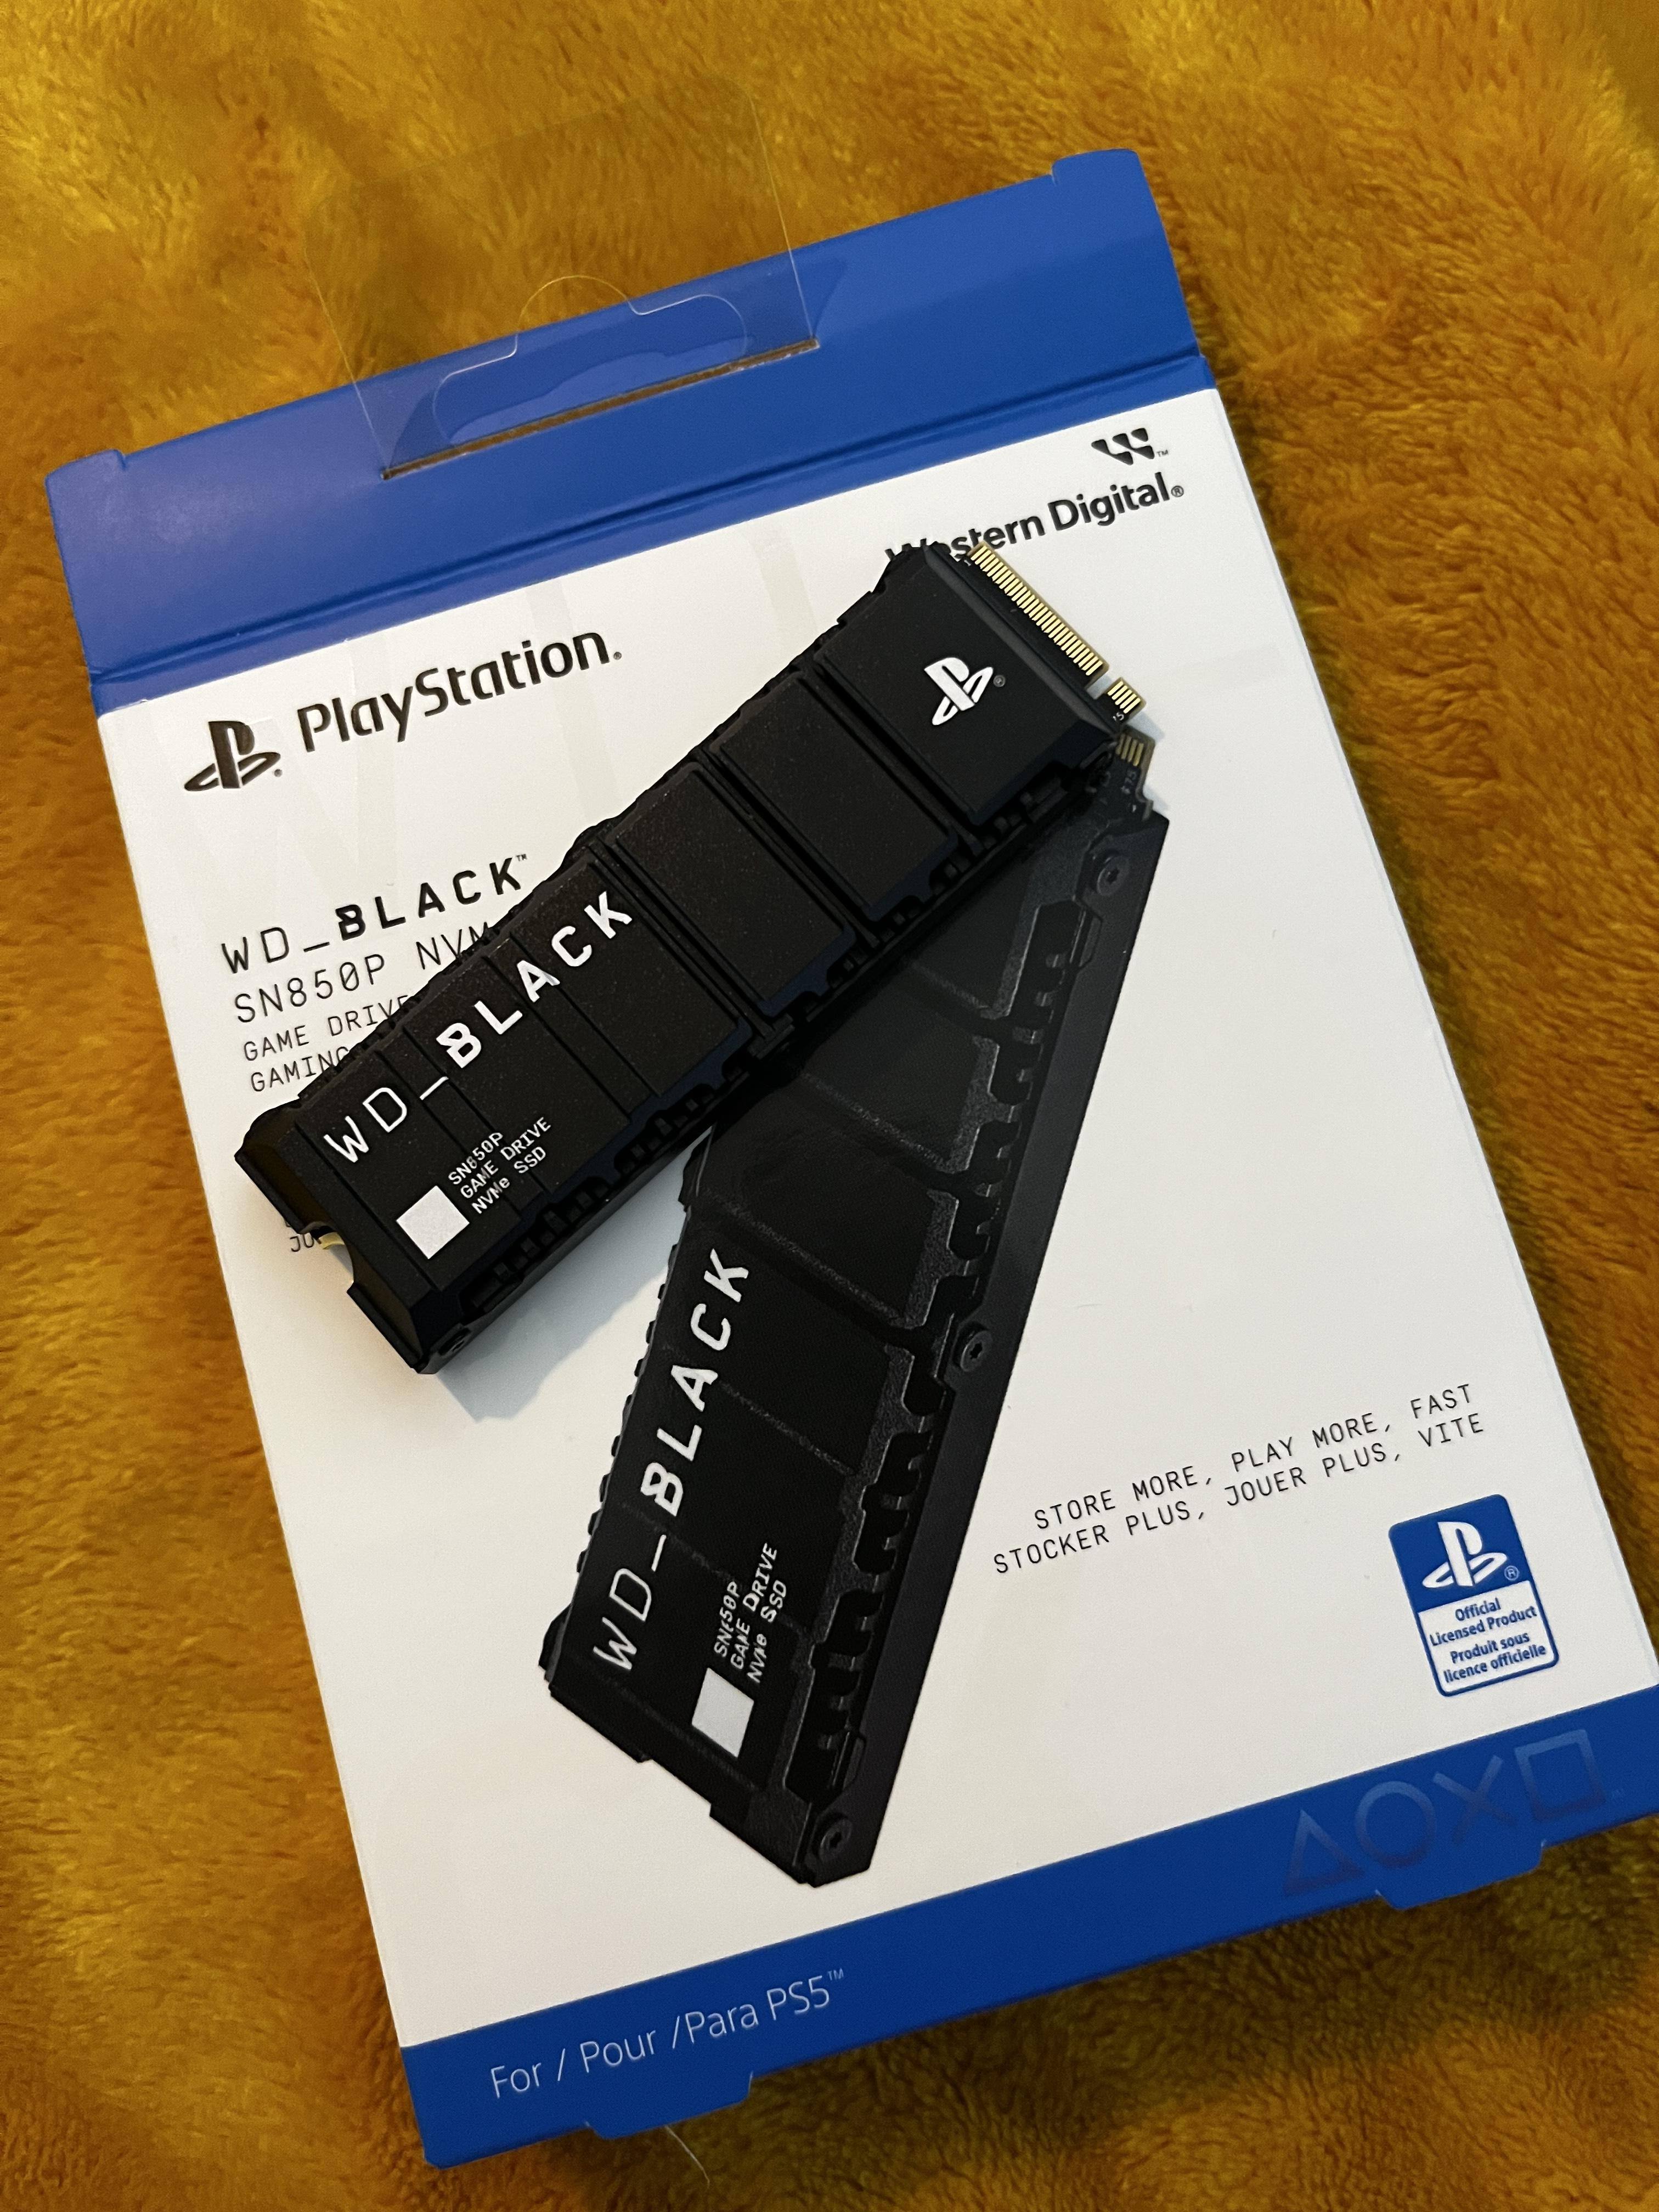 Western Digital®
PlayStation®
WD_BLACK™
SN850P
GAME DRIVE
GAMING
WD_BLACK
SN850P
GAME DRIVE
NVMe SSD
WD_BLACK
SN850P
GAME DRIVE
NVMe SSD
STORE MORE, PLAY MORE, FAST
STOCKER PLUS, JOUER PLUS, VITE
Official
Licensed Product
Produit sous
licence officielle
For / Pour /Para PS5™